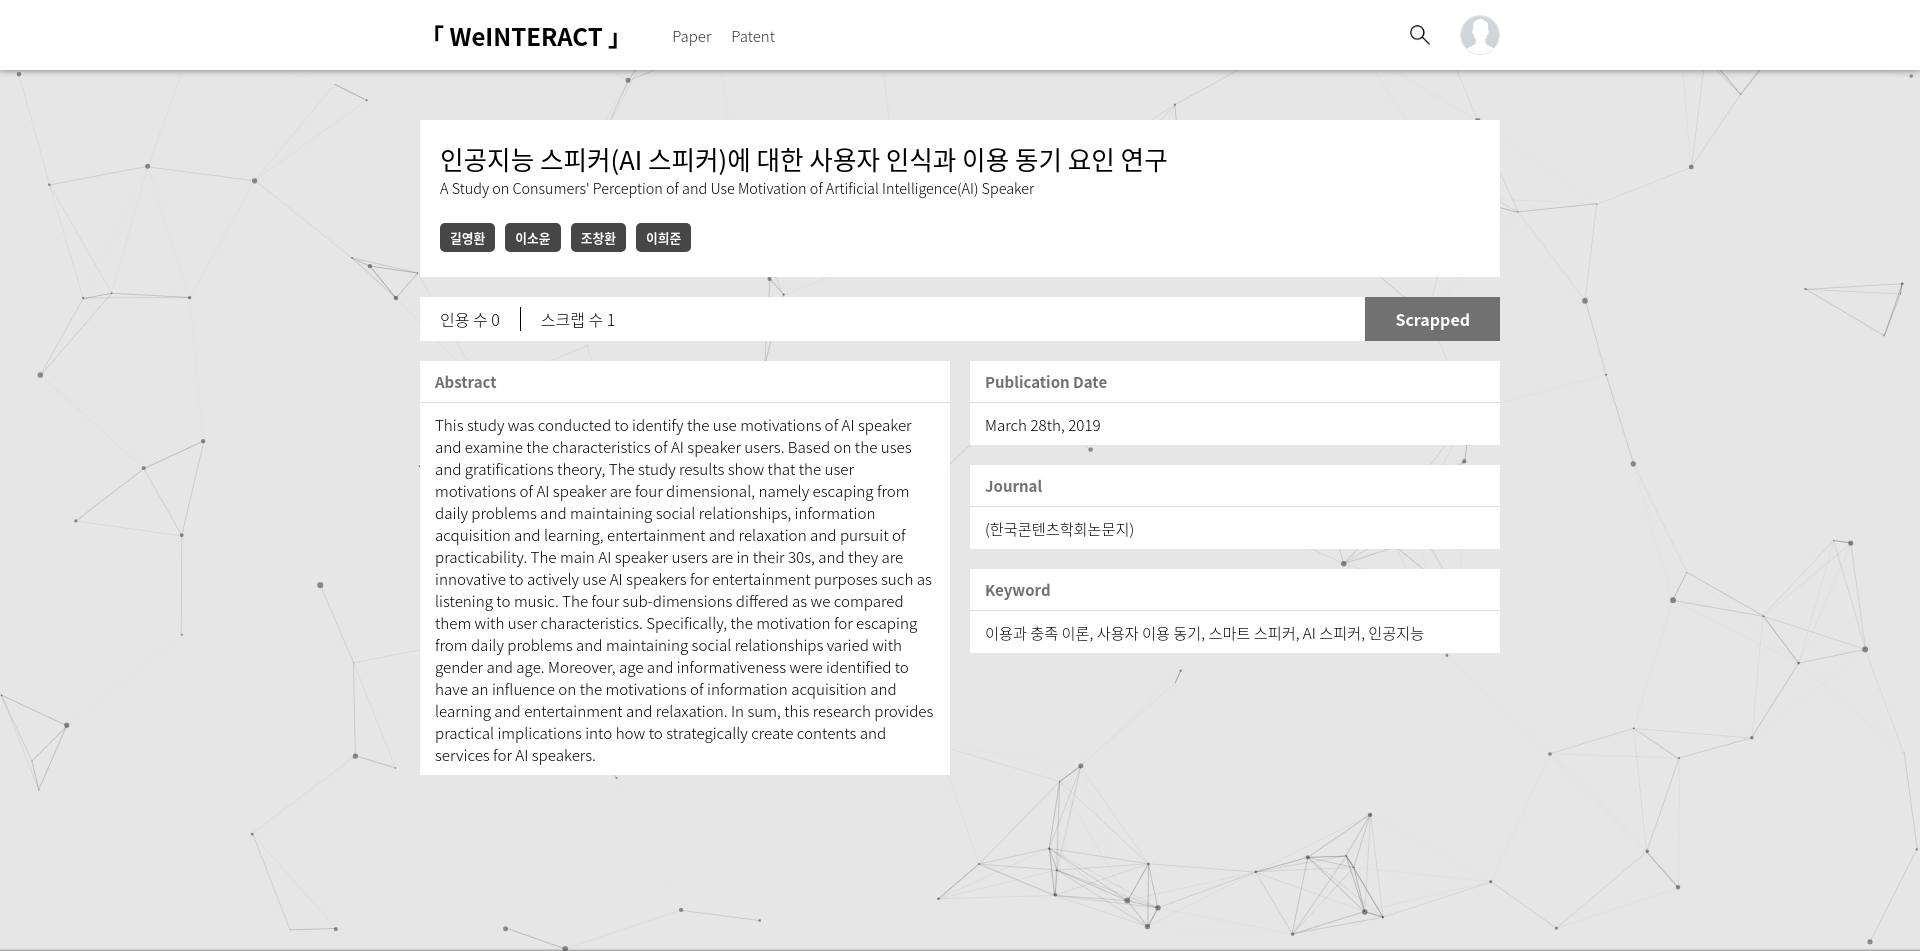 「 WeINTERACT 」 Paper Patent
인공지능 스피커(AI 스피커)에 대한 사용자 인식과 이용 동기 요인 연구
A Study on Consumers' Perception of and Use Motivation of Artificial Intelligence(AI) Speaker
길영환 이소윤 조창환 이희준
인용 수 0 스크랩 수 1 Scrapped
Abstract
This study was conducted to identify the use motivations of AI speaker
and examine the characteristics of AI speaker users. Based on the uses
and gratifications theory, The study results show that the user
motivations of AI speaker are four dimensional, namely escaping from
daily problems and maintaining social relationships, information
acquisition and learning, entertainment and relaxation and pursuit of
practicability. The main AI speaker users are in their 30s, and they are
innovative to actively use AI speakers for entertainment purposes such as
listening to music. The four sub-dimensions differed as we compared
them with user characteristics. Specifically, the motivation for escaping
from daily problems and maintaining social relationships varied with
gender and age. Moreover, age and informativeness were identified to
have an influence on the motivations of information acquisition and
learning and entertainment and relaxation. In sum, this research provides
practical implications into how to strategically create contents and
services for AI speakers.
Publication Date
March 28th, 2019
Journal
(한국콘텐츠학회논문지)
Keyword
이용과 충족 이론, 사용자 이용 동기, 스마트 스피커, AI 스피커, 인공지능